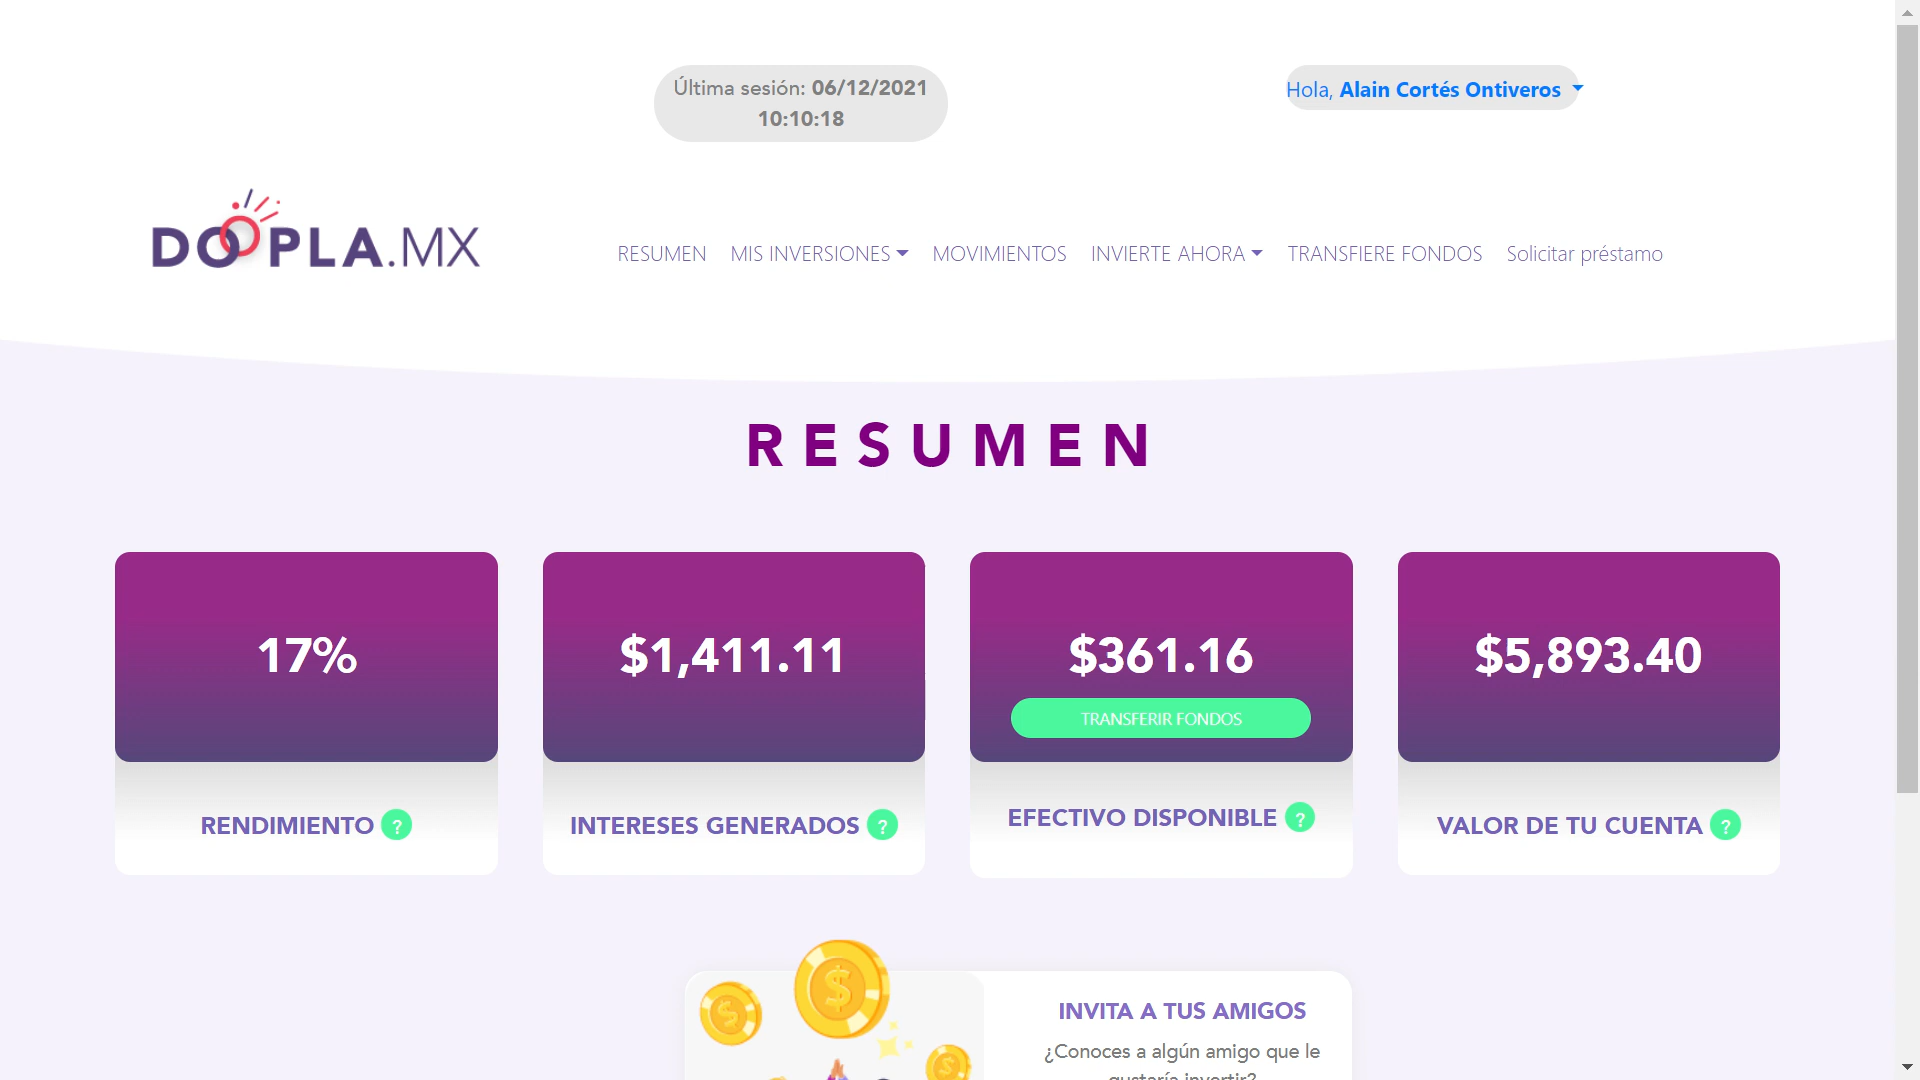 Última sesión: 06/12/2021
10:10:18
Hola, Alain Cortés Ontiveros
DOOPLA.MX
RESUMEN MIS INVERSIONES MOVIMIENTOS INVIERTE AHORA TRANSFIERE FONDOS Solicitar préstamo
RESUMEN
17%
RENDIMIENTO ?
$1,411.11
INTERESES GENERADOS ?
$361.16
TRANSFERIR FONDOS
EFECTIVO DISPONIBLE ?
$5,893.40
VALOR DE TU CUENTA ?
INVITA A TUS AMIGOS
¿Conoces a algún amigo que le
gustaría invertir?